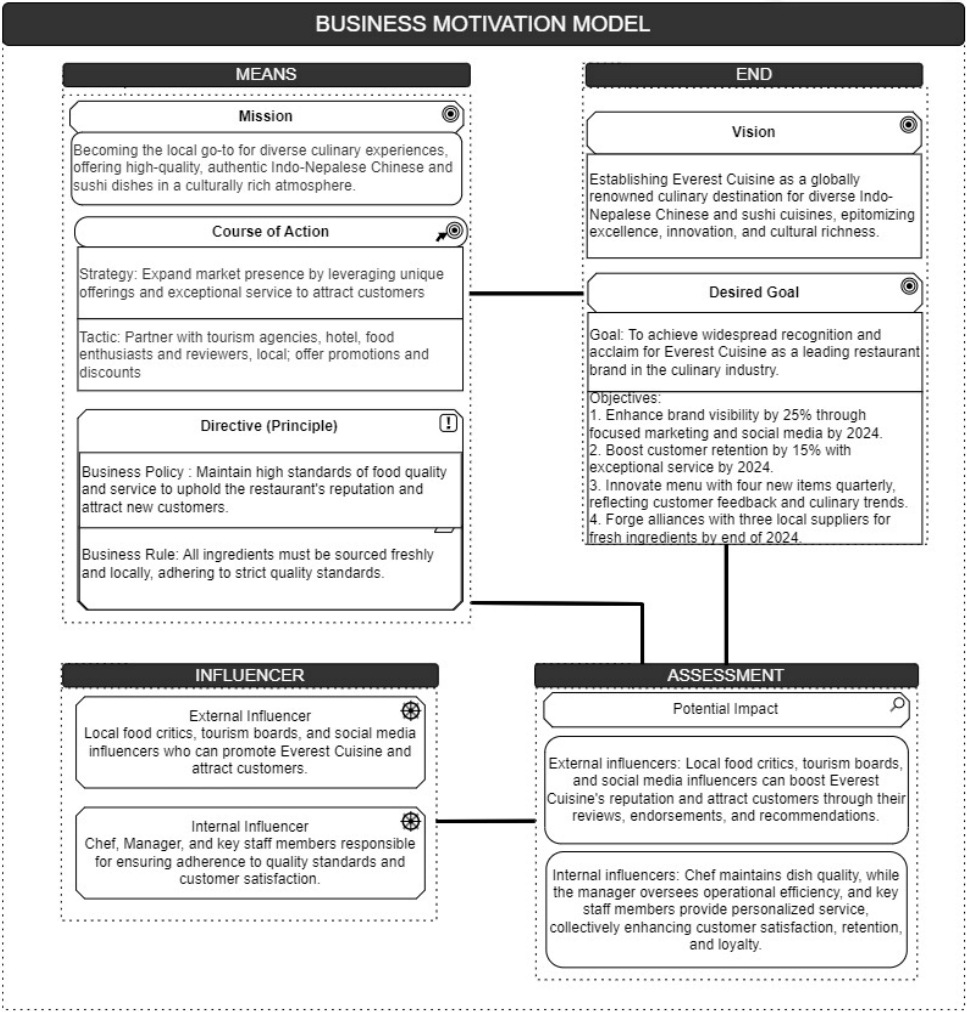 BUSINESS MOTIVATION MODEL
MEANS
Mission
Becoming the local go-to for diverse culinary experiences,
offering high-quality, authentic Indo-Nepalese Chinese and
sushi dishes in a culturally rich atmosphere.
Course of Action
Strategy: Expand market presence by leveraging unique
offerings and exceptional service to attract customers
Tactic: Partner with tourism agencies, hotel, food
enthusiasts and reviewers, local; offer promotions and
discounts
Directive (Principle)
Business Policy : Maintain high standards of food quality
and service to uphold the restaurant's reputation and
attract new customers.
Business Rule: All ingredients must be sourced freshly
and locally, adhering to strict quality standards.
END
Vision
Establishing Everest Cuisine as a globally
renowned culinary destination for diverse Indo-
Nepalese Chinese and sushi cuisines, epitomizing
excellence, innovation, and cultural richness.
Desired Goal
Goal: To achieve widespread recognition and
acclaim for Everest Cuisine as a leading restaurant
brand in the culinary industry.
Objectives:
1. Enhance brand visibility by 25% through
focused marketing and social media by 2024.
2. Boost customer retention by 15% with
exceptional service by 2024.
3. Innovate menu with four new items quarterly,
reflecting customer feedback and culinary trends.
4. Forge alliances with three local suppliers for
fresh ingredients by end of 2024.
INFLUENCER
External Influencer
Local food critics, tourism boards, and social media
influencers who can promote Everest Cuisine and
attract customers.
Internal Influencer
Chef, Manager, and key staff members responsible
for ensuring adherence to quality standards and
customer satisfaction.
ASSESSMENT
Potential Impact
External influencers: Local food critics, tourism boards,
and social media influencers can boost Everest
Cuisine's reputation and attract customers through their
reviews, endorsements, and recommendations.
Internal influencers: Chef maintains dish quality, while
the manager oversees operational efficiency, and key
staff members provide personalized service,
collectively enhancing customer satisfaction, retention,
and loyalty.